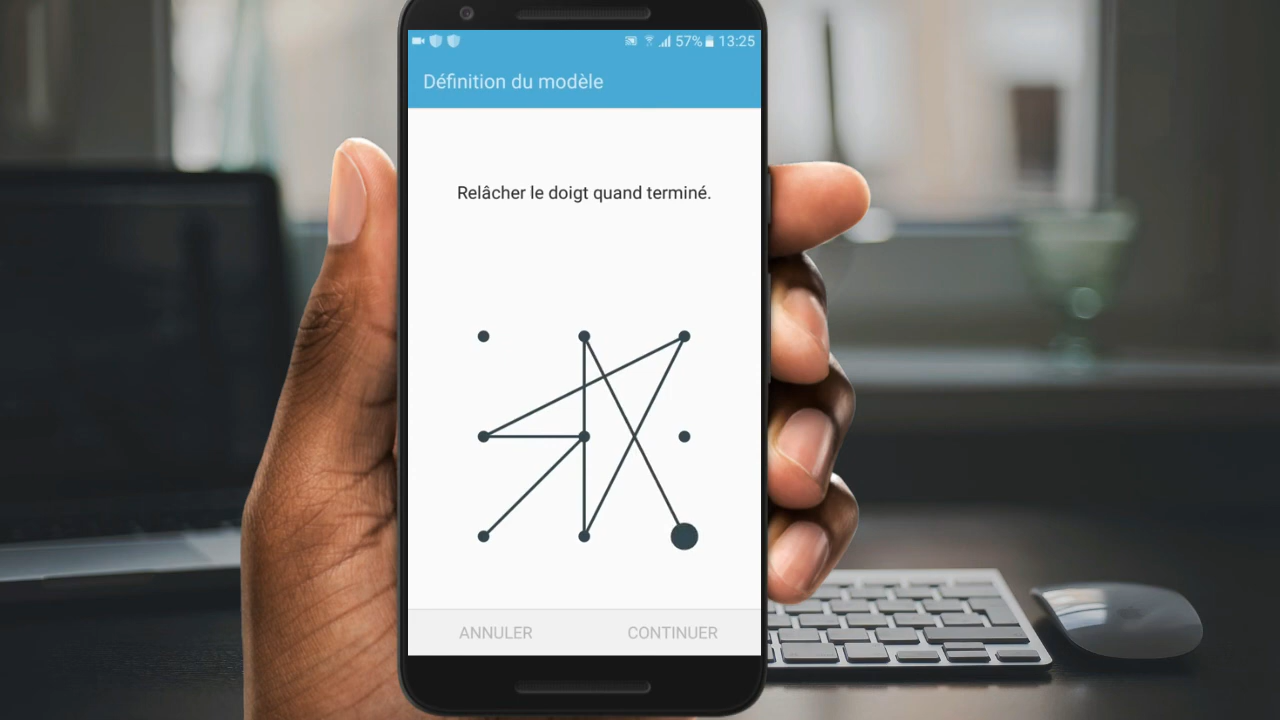 57% 13:25
Définition du modèle
Relâcher le doigt quand terminé.
ANNULER CONTINUER